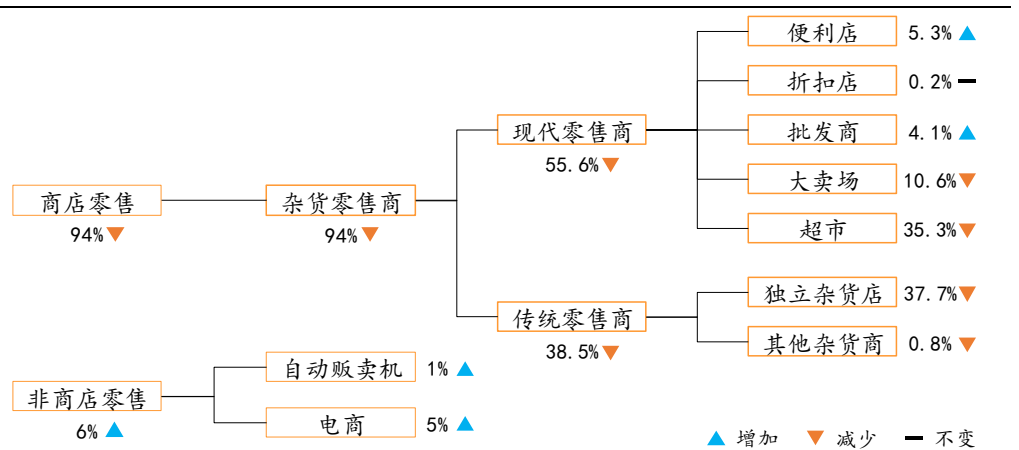 便利店 5.3%
折扣店 0.2%
批发商 4.1%
大卖场 10.6%
超市 35.3%
现代零售商
55.6%
商店零售
94%
杂货零售商
94%
传统零售商
38.5%
独立杂货店 37.7%
其他杂货商 0.8%
非商店零售
6%
自动贩卖机 1%
电商 5%
增加 减少 不变